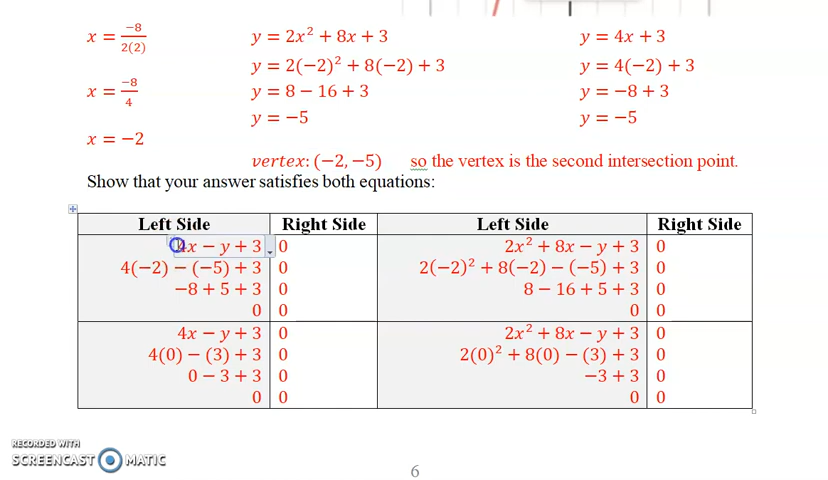 x = −8/2(2)
y = 2x² + 8x + 3
y = 4x + 3
y = 2(−2)² + 8(−2) + 3
y = 4(−2) + 3
x = −8/4
y = 8 − 16 + 3
y = −8 + 3
y = −5
y = −5
x = −2
vertex: (−2, −5) so the vertex is the second intersection point.
Show that your answer satisfies both equations:
Left Side Right Side Left Side Right Side
4x − y + 3 0 2x² + 8x − y + 3 0
4(−2) − (−5) + 3 0 2(−2)² + 8(−2) − (−5) + 3 0
−8 + 5 + 3 0 8 − 16 + 5 + 3 0
0 0 0 0
4x − y + 3 0 2x² + 8x − y + 3 0
4(0) − (3) + 3 0 2(0)² + 8(0) − (3) + 3 0
0 − 3 + 3 0 −3 + 3 0
0 0 0 0
RECORDED WITH
SCREENCAST MATIC
6